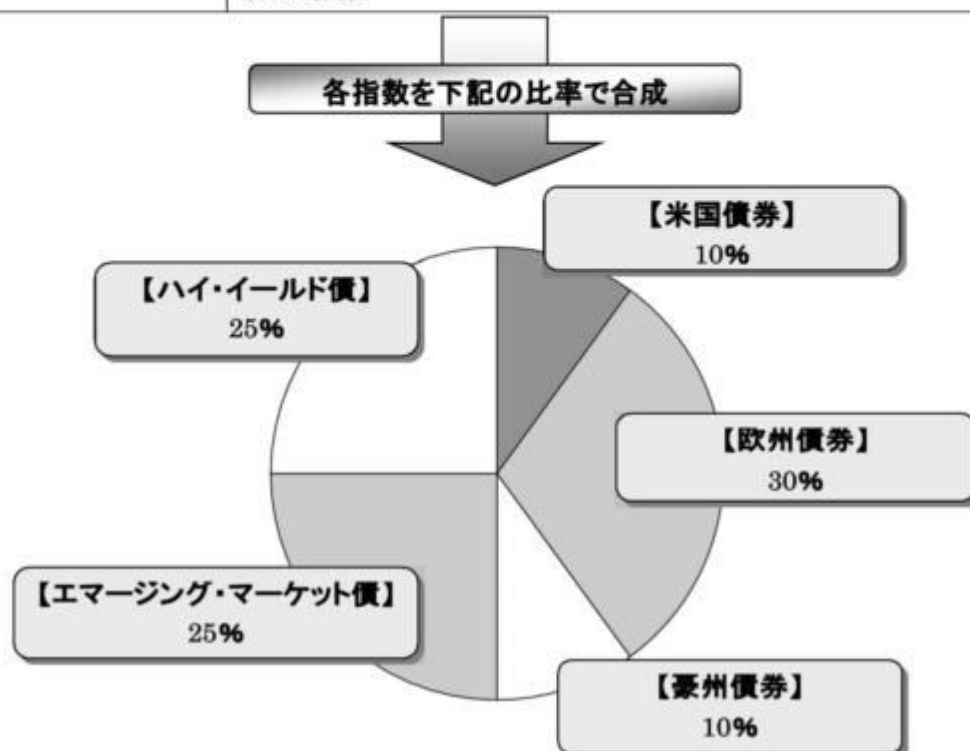 各指数を下記の比率で合成
【米国債券】
10%
【ハイ・イールド債】
25%
【欧州債券】
30%
【エマージング・マーケット債】
25%
【豪州債券】
10%